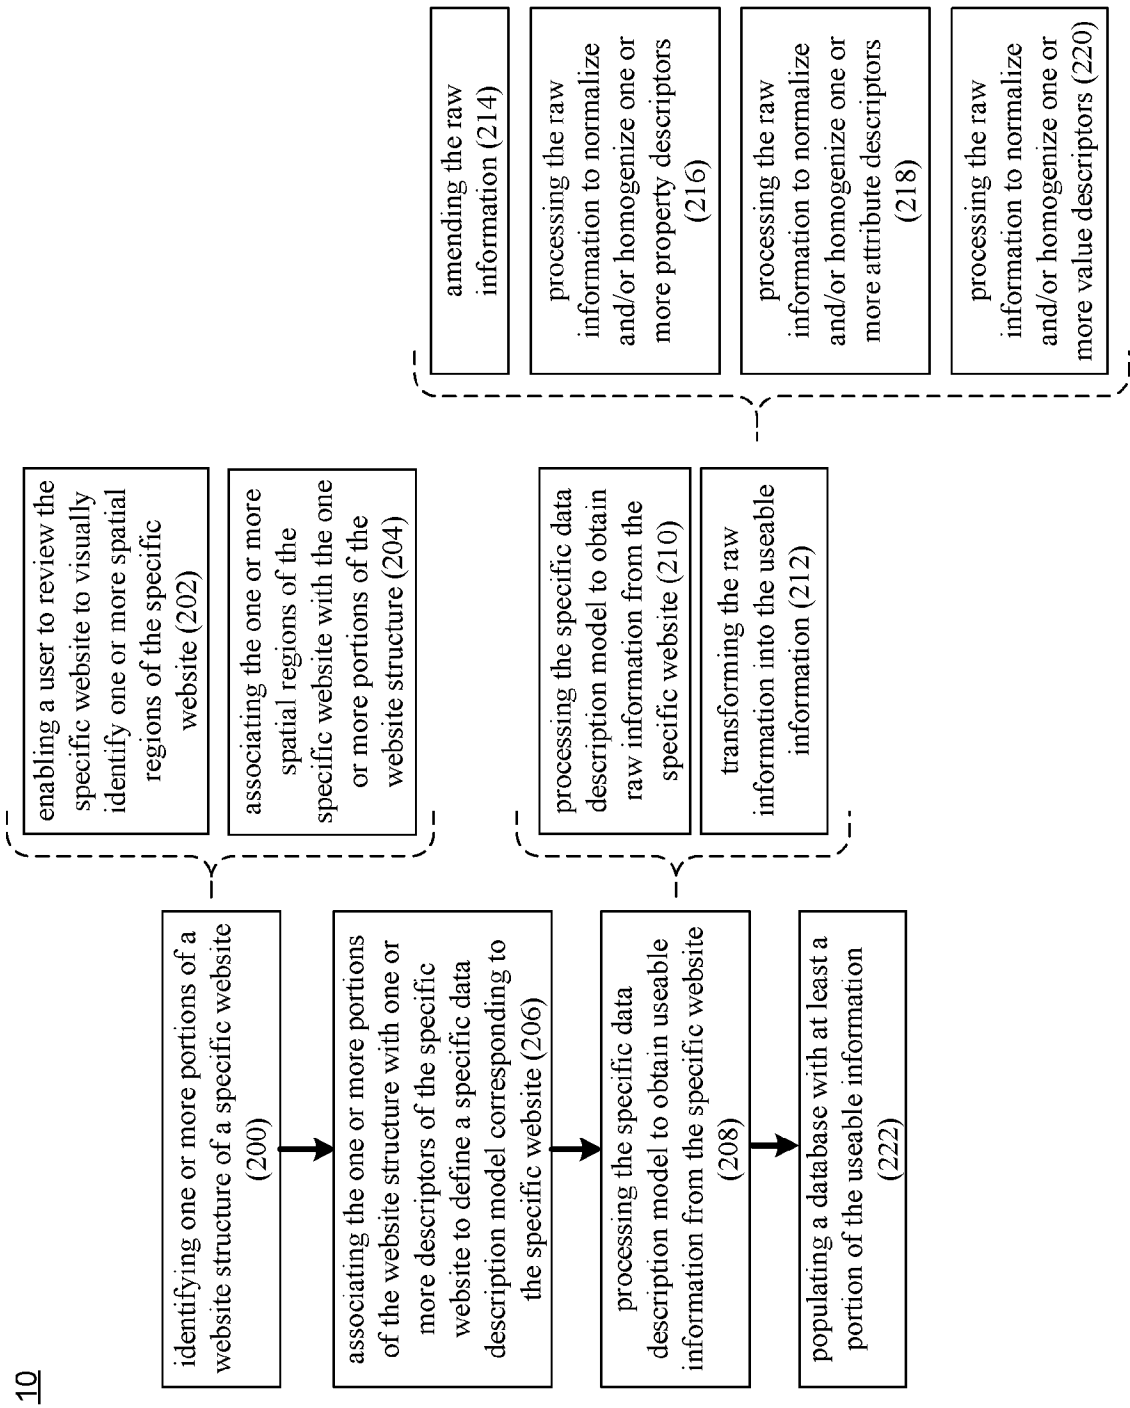 10
identifying one or more portions of a
website structure of a specific website
(200)
associating the one or more portions
of the website structure with one or
more descriptors of the specific
website to define a specific data
description model corresponding to
the specific website (206)
processing the specific data
description model to obtain useable
information from the specific website
(208)
populating a database with at least a
portion of the useable information
(222)
enabling a user to review the
specific website to visually
identify one or more spatial
regions of the specific
website (202)
associating the one or more
spatial regions of the
specific website with the one
or more portions of the
website structure (204)
processing the specific data
description model to obtain
raw information from the
specific website (210)
transforming the raw
information into the useable
information (212)
amending the raw
information (214)
processing the raw
information to normalize
and/or homogenize one or
more property descriptors
(216)
processing the raw
information to normalize
and/or homogenize one or
more attribute descriptors
(218)
processing the raw
information to normalize
and/or homogenize one or
more value descriptors (220)